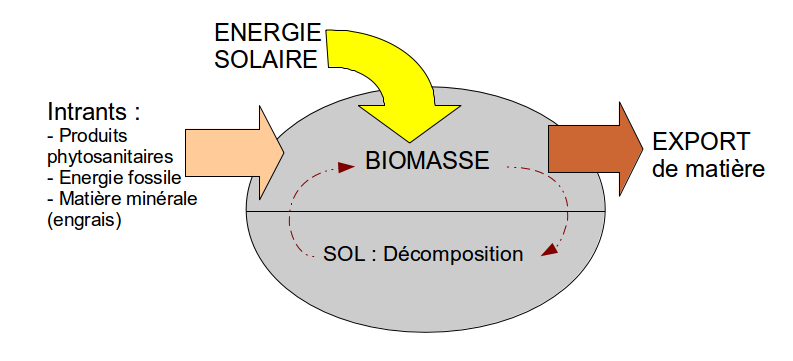 ENERGIE
SOLAIRE
Intrants :
- Produits
phytosanitaires
- Energie fossile
- Matière minérale
(engrais)
BIOMASSE
EXPORT
de matière
SOL : Décomposition